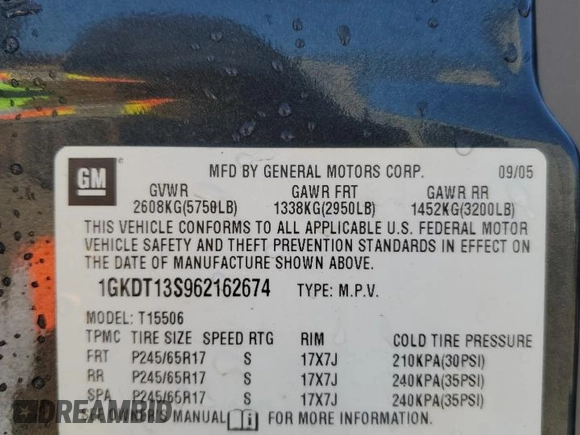 GM
MFD BY GENERAL MOTORS CORP. 09/05
GVWR GAWR FRT GAWR RR
2608KG(5750LB) 1338KG(2950LB) 1452KG(3200LB)
THIS VEHICLE CONFORMS TO ALL APPLICABLE U.S. FEDERAL MOTOR
VEHICLE SAFETY AND THEFT PREVENTION STANDARDS IN EFFECT ON
THE DATE OF MANUFACTURE SHOWN ABOVE.
1GKDT13S962162674 TYPE: M.P.V.
MODEL: T15506
TPMC TIRE SIZE SPEED RTG RIM COLD TIRE PRESSURE
FRT P245/65R17 S 17X7J 210KPA(30PSI)
RR P245/65R17 S 17X7J 240KPA(35PSI)
SPA P245/65R17 S 17X7J 240KPA(35PSI)
MANUAL FOR MORE INFORMATION.
DREAMBID